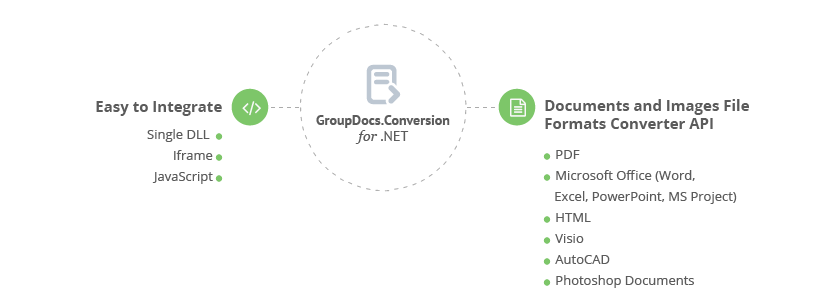 Easy to Integrate
Single DLL
Iframe
JavaScript
</>
GroupDocs.Conversion
for .NET
Documents and Images File
Formats Converter API
PDF
Microsoft Office (Word,
Excel, PowerPoint, MS Project)
HTML
Visio
AutoCAD
Photoshop Documents